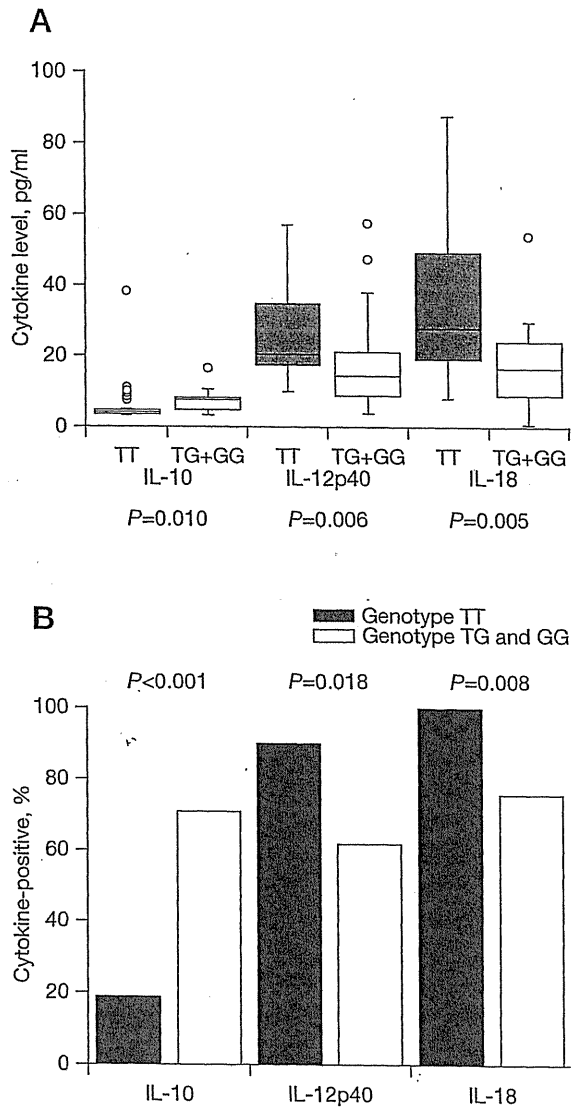 A
Cytokine level, pg/ml
100
80
60
40
20
0
TT TG+GG TT TG+GG TT TG+GG
IL-10 IL-12p40 IL-18
P=0.010 P=0.006 P=0.005
B
Genotype TT
Genotype TG and GG
P<0.001 P=0.018 P=0.008
Cytokine-positive, %
100
80
60
40
20
0
IL-10 IL-12p40 IL-18